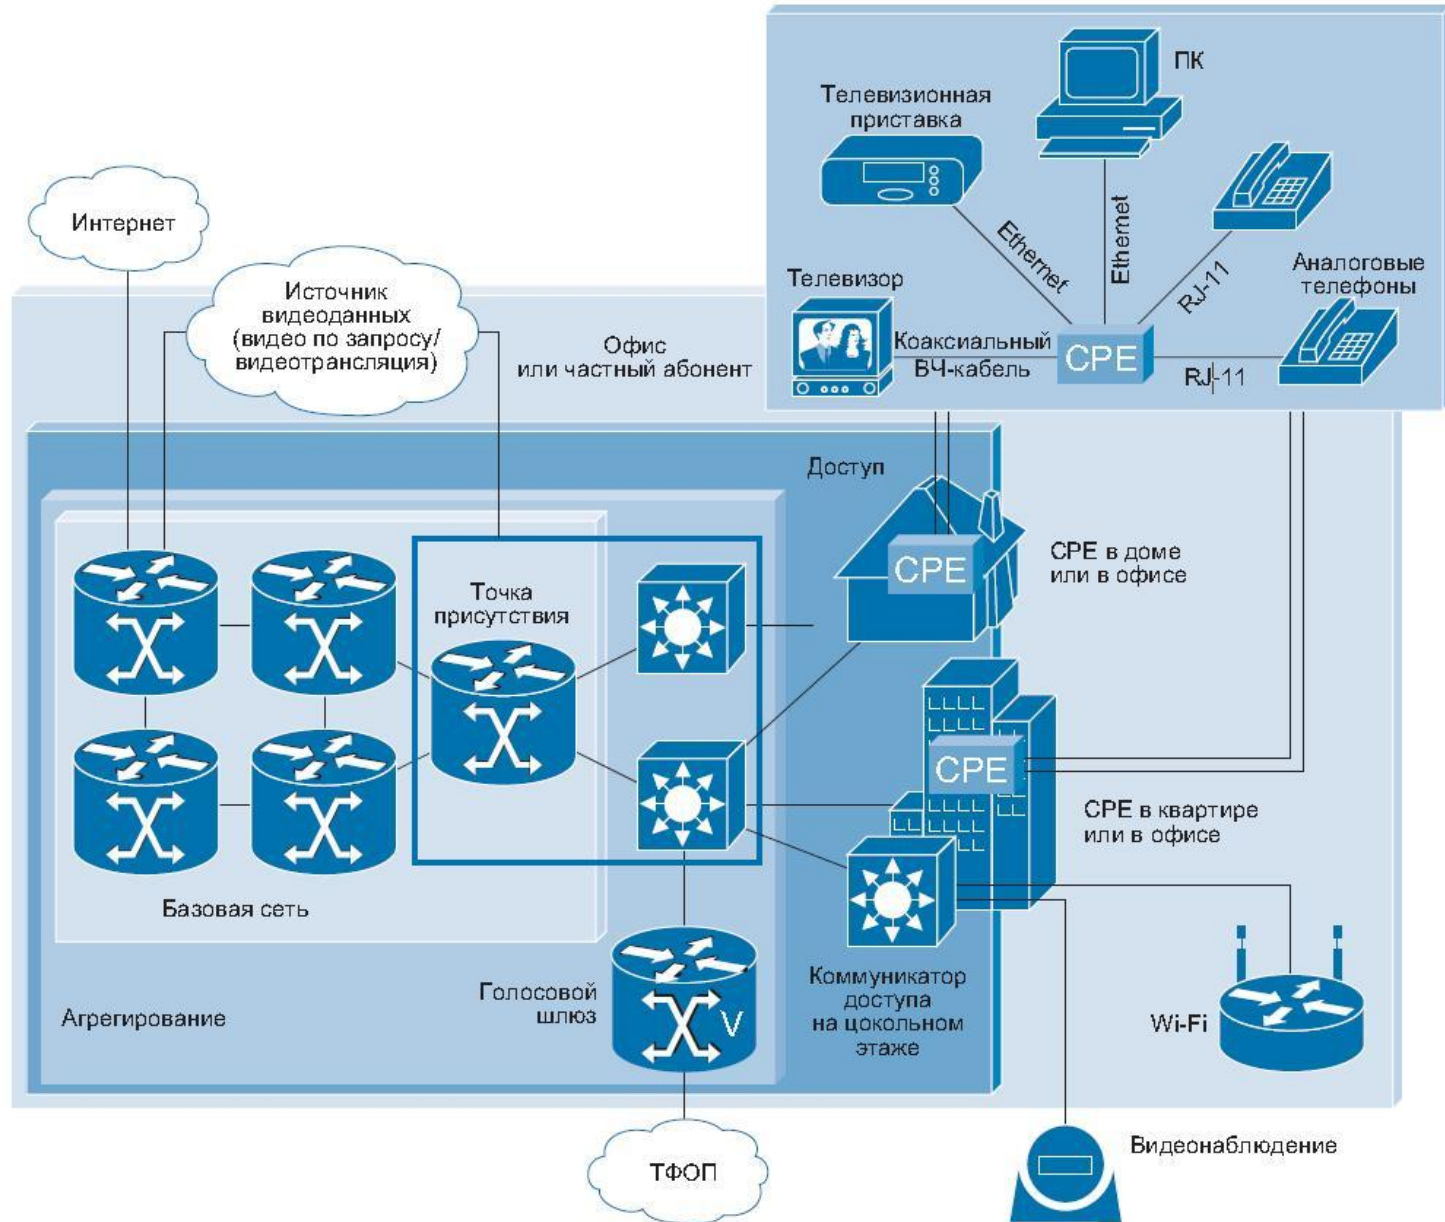 ПК
Телевизионная
приставка
Интернет
Ethernet
Ethernet
RJ-11
Аналоговые
телефоны
Телевизор
Источник
видеоданных
(видео по запросу/
видеотрансляция)
Офис
или частный абонент
Коаксиальный
ВЧ-кабель
CPE
RJ-11
Доступ
CPE
CPE в доме
или в офисе
Точка
присутствия
CPE
CPE в квартире
или в офисе
Базовая сеть
Голосовой
шлюз
V
Коммуникатор
доступа
на цокольном
этаже
Агрегирование
Wi-Fi
Видеонаблюдение
ТФОП